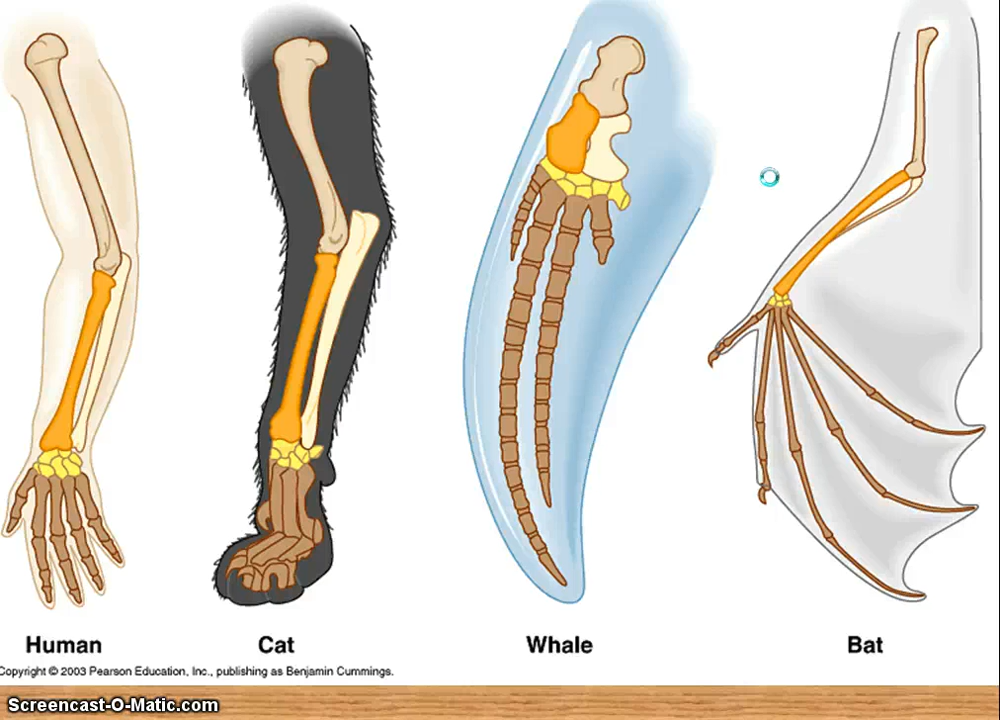 Human Cat Whale Bat
Copyright © 2003 Pearson Education, Inc., publishing as Benjamin Cummings.
Screencast-O-Matic.com